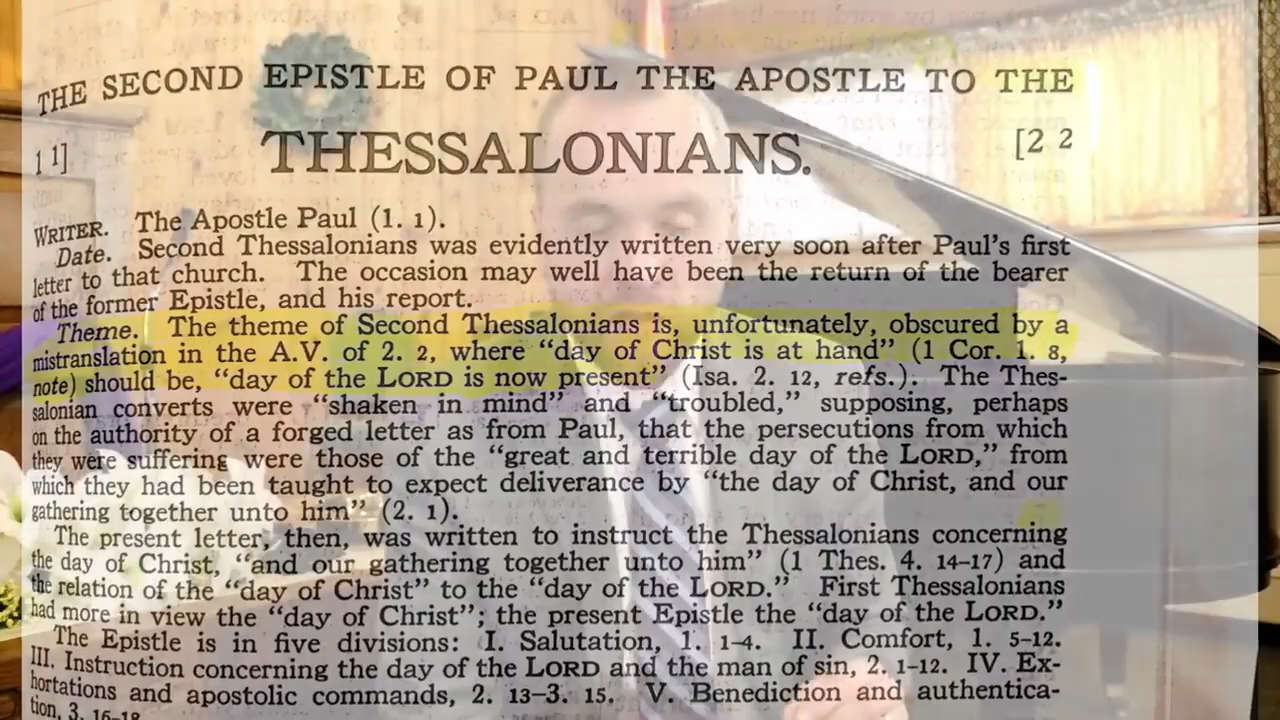 THE SECOND EPISTLE OF PAUL THE APOSTLE TO THE
1 1] THESSALONIANS. [2 2
WRITER. The Apostle Paul (1. 1).
Date. Second Thessalonians was evidently written very soon after Paul's first
letter to that church. The occasion may well have been the return of the bearer
of the former Epistle, and his report.
Theme. The theme of Second Thessalonians is, unfortunately, obscured by a
mistranslation in the A.V. of 2. 2, where "day of Christ is at hand" (1 Cor. 1. 8,
note) should be, "day of the LORD is now present" (Isa. 2. 12, refs.). The Thes-
salonian converts were "shaken in mind" and "troubled," supposing, perhaps
on the authority of a forged letter as from Paul, that the persecutions from which
they were suffering were those of the "great and terrible day of the LORD," from
which they had been taught to expect deliverance by "the day of Christ, and our
gathering together unto him" (2. 1).
The present letter, then, was written to instruct the Thessalonians concerning
the day of Christ, "and our gathering together unto him" (1 Thes. 4. 14-17) and
the relation of the "day of Christ" to the "day of the LORD." First Thessalonians
had more in view the "day of Christ"; the present Epistle the "day of the LORD."
The Epistle is in five divisions: I. Salutation, 1. 1-4. II. Comfort, 1. 5-12.
III. Instruction concerning the day of the LORD and the man of sin, 2. 1-12. IV. Ex-
hortations and apostolic commands, 2. 13-3. 15. V. Benediction and authentica-
tion, 3. 16-18